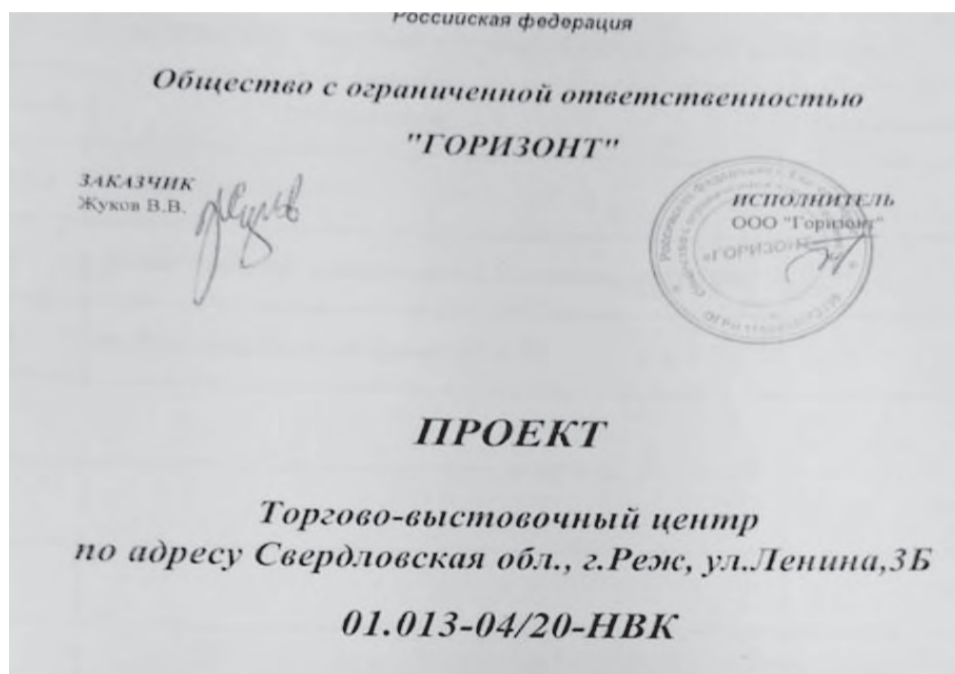 Российская федерация
Общество с ограниченной ответственностью
"ГОРИЗОНТ"
ЗАКАЗЧИК
Жуков В.В.
ИСПОЛНИТЕЛЬ
ООО "Горизонт"
«ГОРИЗОНТ»
ПРОЕКТ
Торгово-выстовочный центр
по адресу Свердловская обл., г.Реж, ул.Ленина,3Б
01.013-04/20-НВК